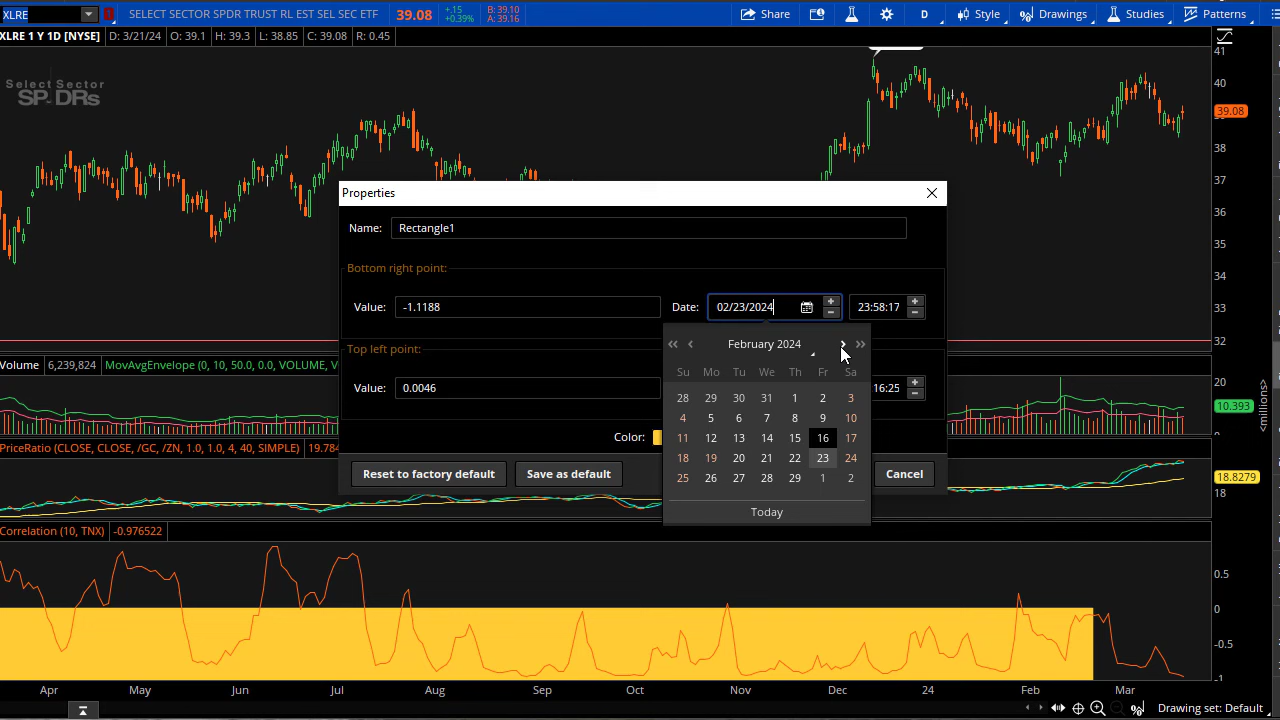 XLRE SELECT SECTOR SPDR TRUST RL EST SEL SEC ETF 39.08 +.15 +0.39% B: 39.10 A: 39.16 Share D Style Drawings Studies Patterns
XLRE 1 Y 1D [NYSE] D: 3/21/24 O: 39.1 H: 39.3 L: 38.85 R: 0.45
41
Select Sector
SPDRs
40
39.08
38
37
36
35
34
33
32
Properties
Name: Rectangle1
Bottom right point:
Value: -1.1188 Date: 02/23/2024 23:58:17
Top left point:
Value: 0.0046 16:25
Color:
Reset to factory default Save as default Cancel
February 2024
Su Mo Tu We Th Fr Sa
28 29 30 31 1 2 3
4 5 6 7 8 9 10
11 12 13 14 15 16 17
18 19 20 21 22 23 24
25 26 27 28 29 1 2
Today
Volume 6,239,824 MovAvgEnvelope (0, 10, 50.0, 0.0, VOLUME, V
20
10.393
0
<millions>
PriceRatio (CLOSE, CLOSE, /GC, /ZN, 1.0, 1.0, 4, 40, SIMPLE) 19.784
18.8279
18
Correlation (10, TNX) -0.976522
0.5
0
-0.5
-1
Apr May Jun Jul Aug Sep Oct Nov Dec 24 Feb Mar
Drawing set: Default